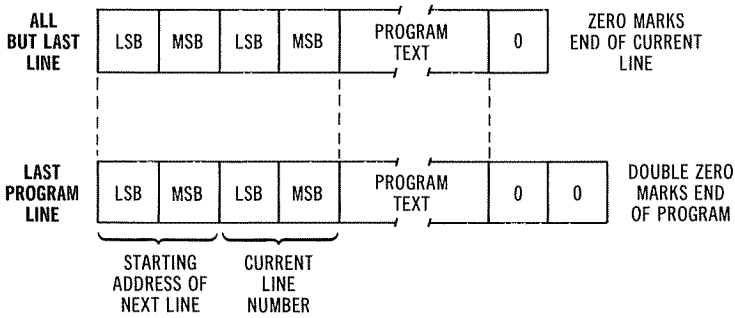 ALL
BUT LAST
LINE
LSB MSB LSB MSB PROGRAM
TEXT
0
ZERO MARKS
END OF CURRENT
LINE
LAST
PROGRAM
LINE
LSB MSB LSB MSB PROGRAM
TEXT
0 0
DOUBLE ZERO
MARKS END
OF PROGRAM
STARTING
ADDRESS OF
NEXT LINE
CURRENT
LINE
NUMBER